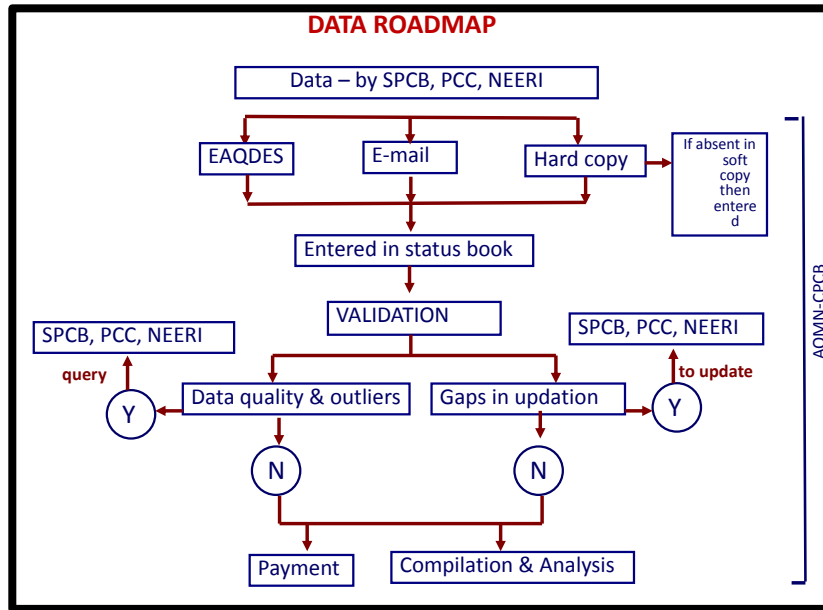 DATA ROADMAP
Data – by SPCB, PCC, NEERI
EAQDES
E-mail
Hard copy
If absent in
soft
copy
then
entere
d
Entered in status book
VALIDATION
SPCB, PCC, NEERI
SPCB, PCC, NEERI
query
to update
Y
Data quality & outliers
Gaps in updation
Y
N
N
Payment
Compilation & Analysis
AQMN-CPCB